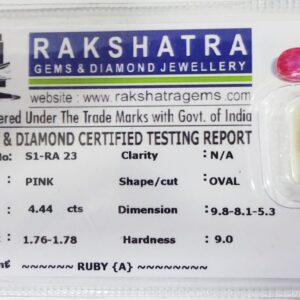 RAKSHATRA
GEMS & DIAMOND JEWELLERY
website : www.rakshatragems.com
ered Under The Trade Marks with Govt. of India
& DIAMOND CERTIFIED TESTING REPORT
: S1-RA 23 Clarity : N/A
: PINK Shape/cut : OVAL
: 4.44 cts Dimension : 9.8-8.1-5.3
: 1.76-1.78 Hardness : 9.0
~~~~~~ RUBY {A} ~~~~~~